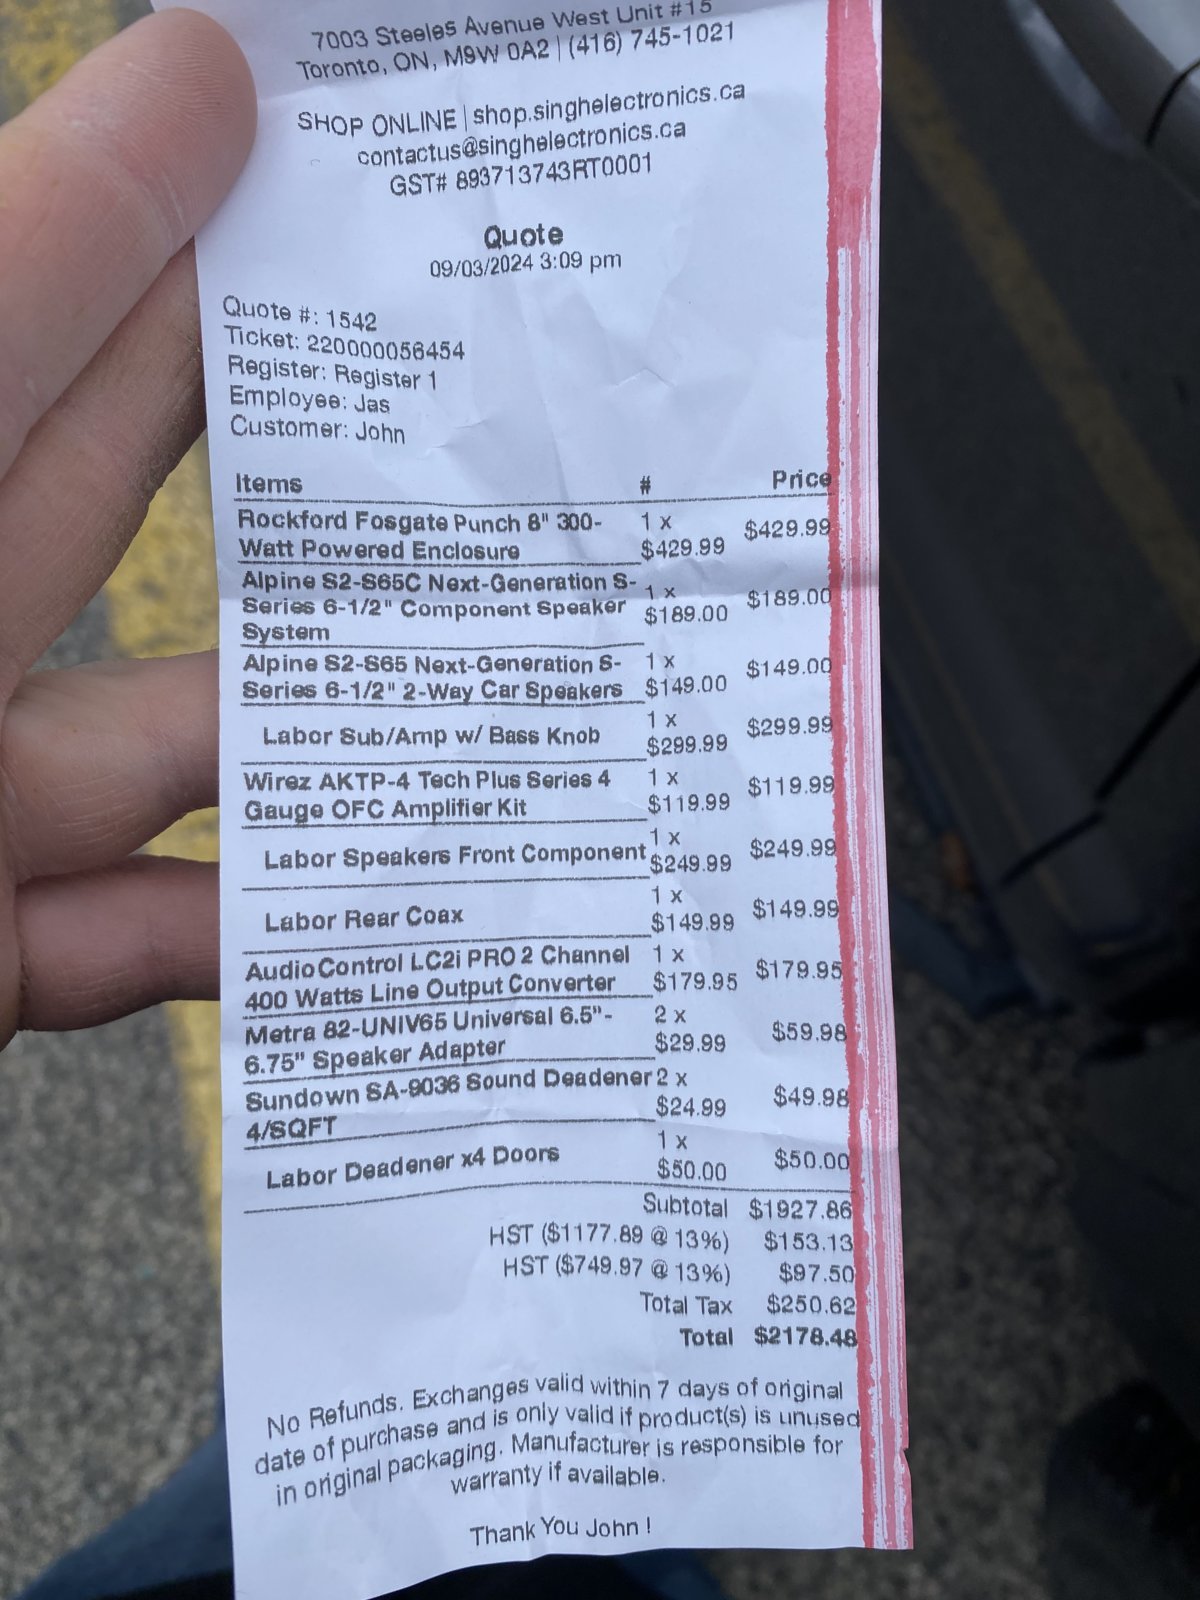 7003 Steeles Avenue West Unit #15
Toronto, ON, M9W 0A2 | (416) 745-1021
SHOP ONLINE | shop.singhelectronics.ca
contactus@singhelectronics.ca
GST# 893713743RT0001
Quote
09/03/2024 3:09 pm
Quote #: 1542
Ticket: 220000056454
Register: Register 1
Employee: Jas
Customer: John
Items # Price
Rockford Fosgate Punch 8" 300- 1 x $429.99
Watt Powered Enclosure $429.99
Alpine S2-S65C Next-Generation S- 1 x $189.00
Series 6-1/2" Component Speaker $189.00
System
Alpine S2-S65 Next-Generation S- 1 x $149.00
Series 6-1/2" 2-Way Car Speakers $149.00
Labor Sub/Amp w/ Bass Knob 1 x $299.99
$299.99
Wirez AKTP-4 Tech Plus Series 4 1 x $119.99
Gauge OFC Amplifier Kit $119.99
Labor Speakers Front Component 1 x $249.99
$249.99
Labor Rear Coax 1 x $149.99
$149.99
AudioControl LC2i PRO 2 Channel 1 x $179.95
400 Watts Line Output Converter $179.95
Metra 82-UNIV65 Universal 6.5"- 2 x $59.98
6.75" Speaker Adapter $29.99
Sundown SA-9036 Sound Deadener 2 x $49.98
4/SQFT $24.99
Labor Deadener x4 Doors 1 x $50.00
$50.00
Subtotal $1927.86
HST ($1177.89 @ 13%) $153.13
HST ($749.97 @ 13%) $97.50
Total Tax $250.62
Total $2178.48
No Refunds. Exchanges valid within 7 days of original
date of purchase and is only valid if product(s) is unused
in original packaging. Manufacturer is responsible for
warranty if available.
Thank You John !